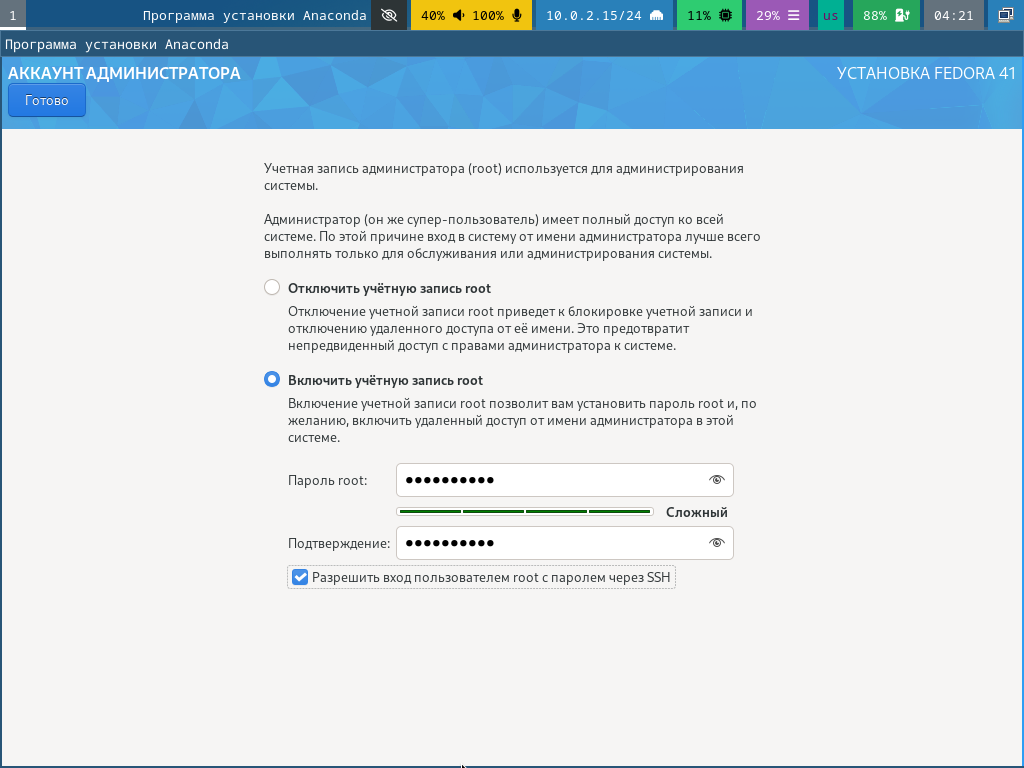 1 Программа установки Anaconda 40% 100% 10.0.2.15/24 11% 29% us 88% 04:21
Программа установки Anaconda
АККАУНТ АДМИНИСТРАТОРА УСТАНОВКА FEDORA 41
Готово
Учетная запись администратора (root) используется для администрирования
системы.
Администратор (он же супер-пользователь) имеет полный доступ ко всей
системе. По этой причине вход в систему от имени администратора лучше всего
выполнять только для обслуживания или администрирования системы.
Отключить учётную запись root
Отключение учетной записи root приведет к блокировке учетной записи и
отключению удаленного доступа от её имени. Это предотвратит
непредвиденный доступ с правами администратора к системе.
Включить учётную запись root
Включение учетной записи root позволит вам установить пароль root и, по
желанию, включить удаленный доступ от имени администратора в этой
системе.
Пароль root: ●●●●●●●●●●
Сложный
Подтверждение: ●●●●●●●●●●
Разрешить вход пользователем root с паролем через SSH